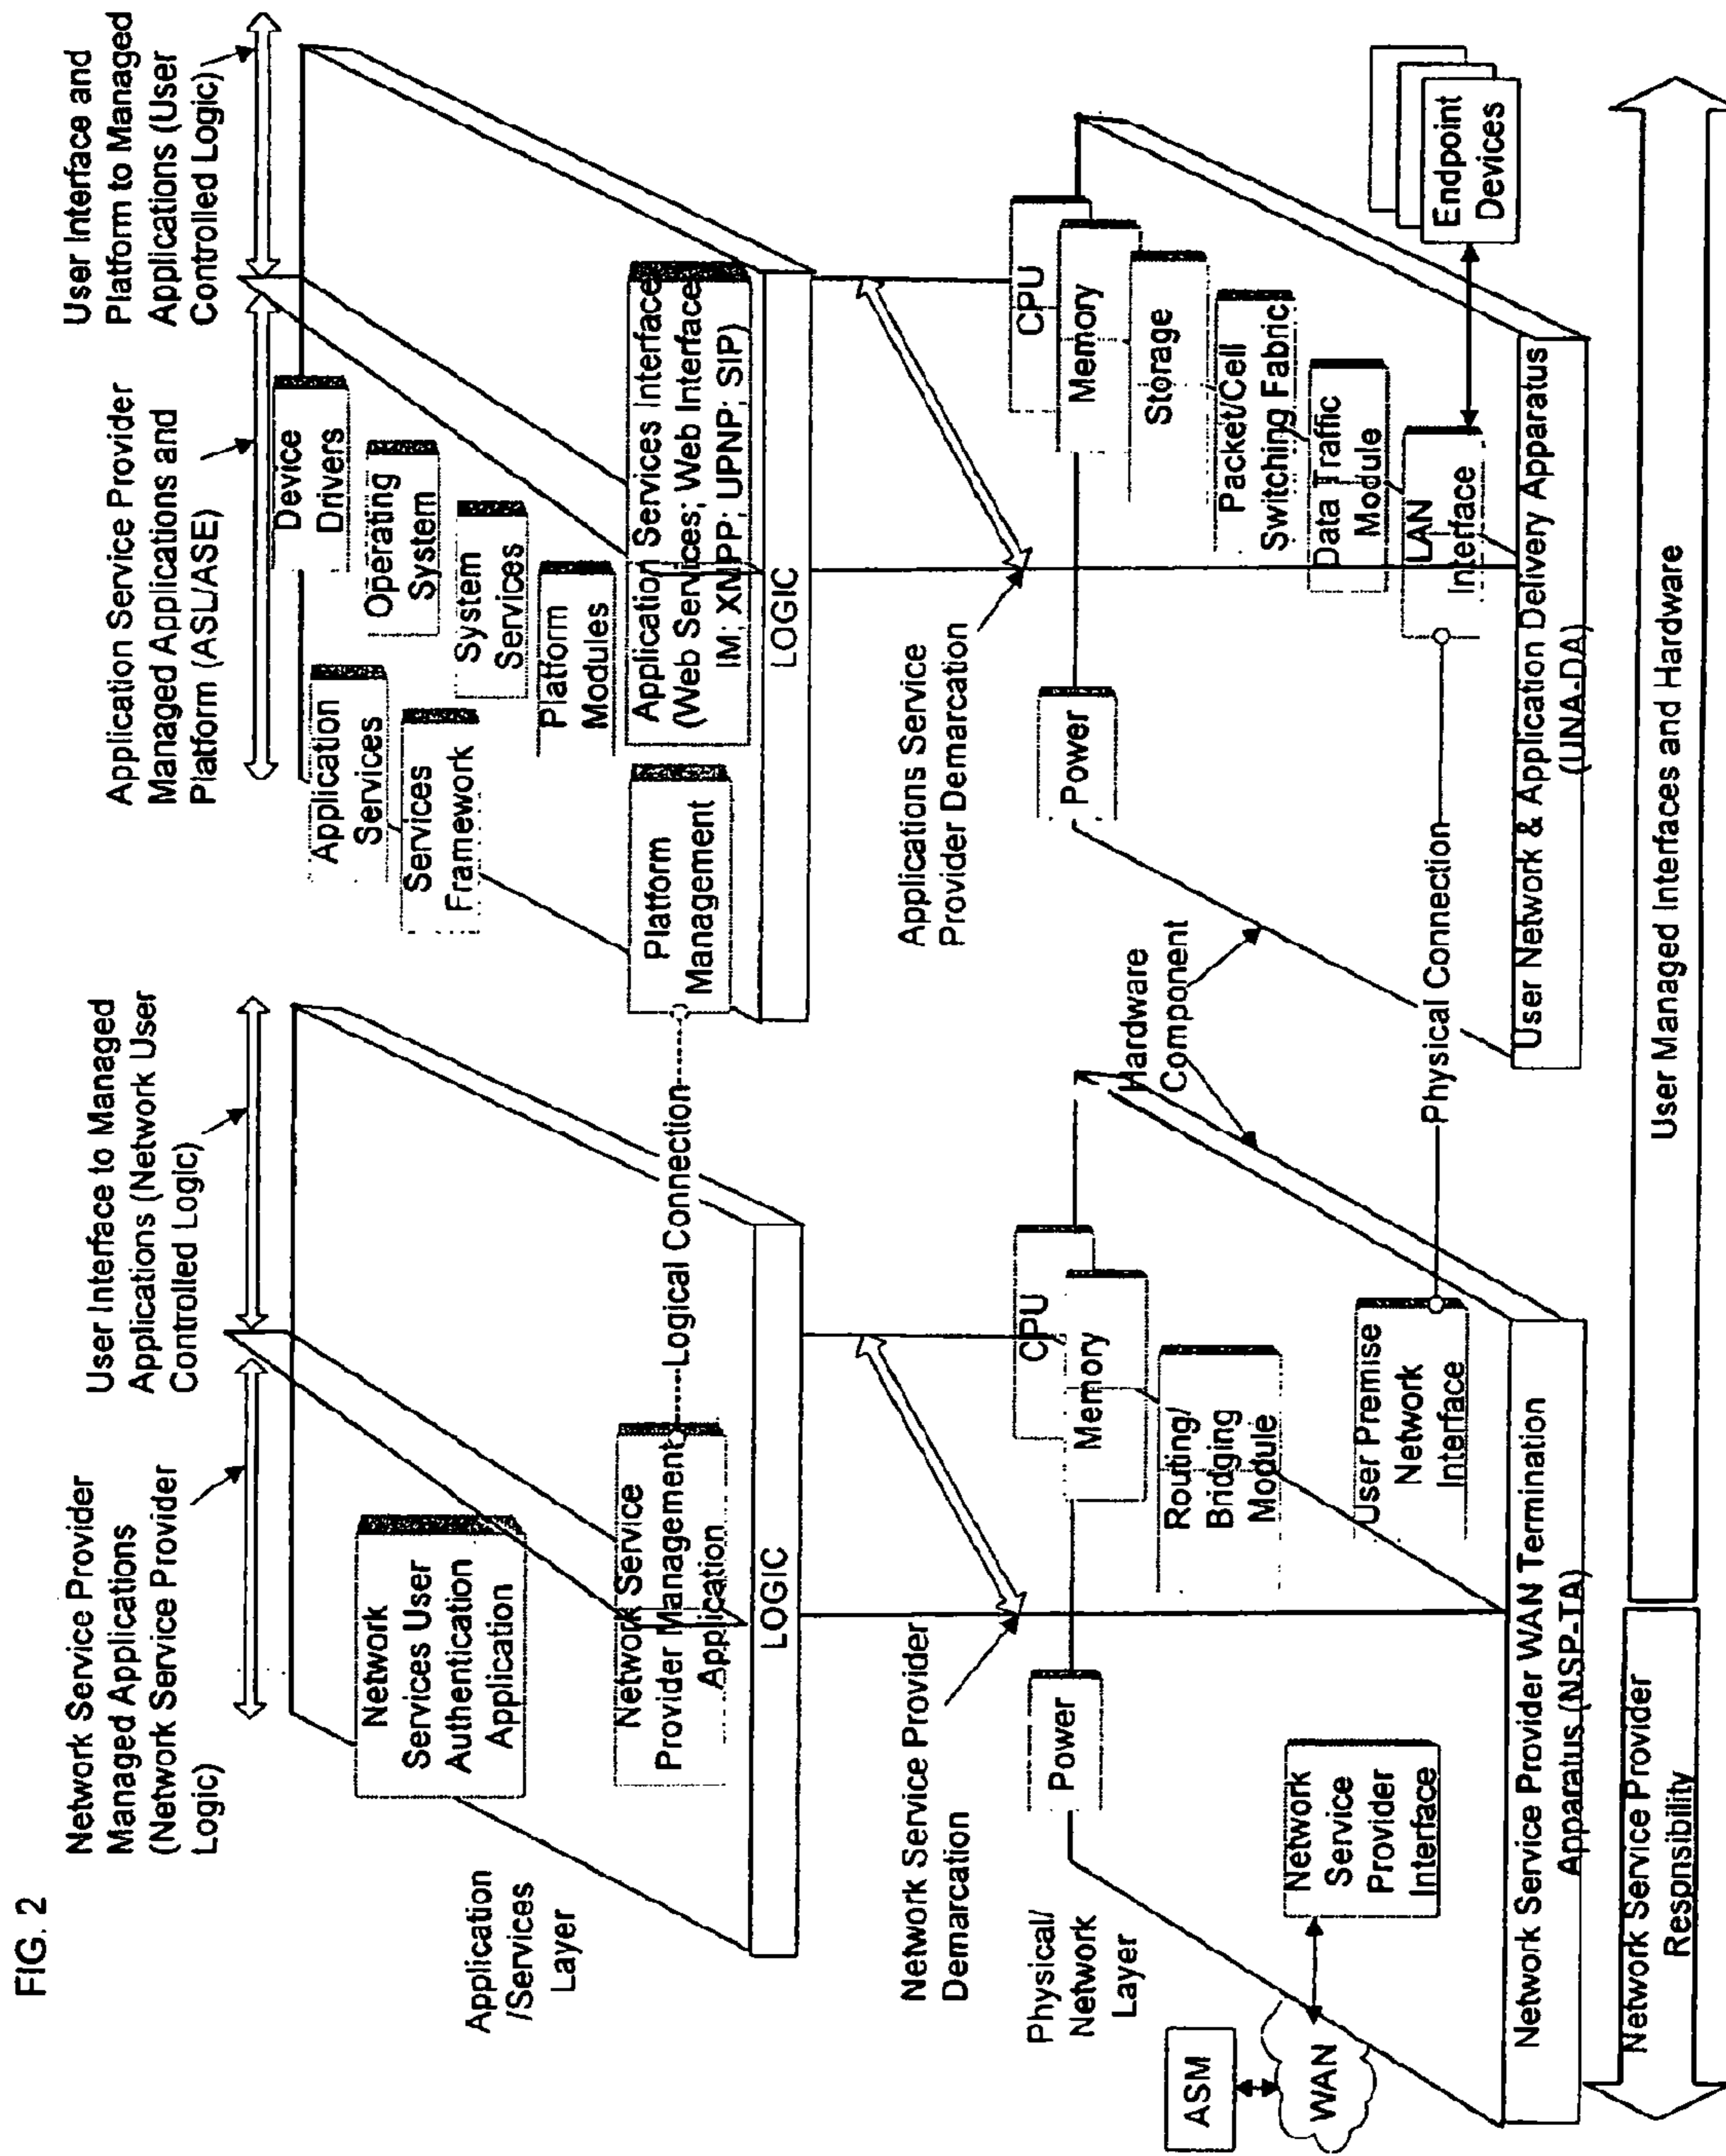 FIG. 2
Network Service Provider
Managed Applications
(Network Service Provider
Logic)
User Interface to Managed
Applications (Network User
Controlled Logic)
Application Service Provider
Managed Applications and
Platform (ASL/ASE)
User Interface and
Platform to Managed
Applications (User
Controlled Logic)
Application
/Services
Layer
Network
Services User
Authentication
Application
Network Service
Provider Management
Application
LOGIC
Logical Connection
Application
Services
Services
Framework
Platform
Management
Device
Drivers
Operating
System
System
Services
Platform
Modules
Application Services Interface
(Web Services; Web Interface
IM; XMPP; UPNP; SIP)
LOGIC
Network Service Provider
Demarcation
Applications Service
Provider Demarcation
Physical/
Network
Layer
ASM
WAN
Network
Service
Provider
Interface
Power
CPU
Memory
Routing/
Bridging
Module
User Premise
Network
Interface
Network Service Provider WAN Termination
Apparatus (NSP-TA)
Hardware
Component
Physical Connection
Power
CPU
Memory
Storage
Packet/Cell
Switching Fabric
Data Traffic
Module
LAN
Interface
Endpoint
Devices
User Network & Application Delivery Apparatus
(UNA-DA)
Network Service Provider
Respnsibility
User Managed Interfaces and Hardware